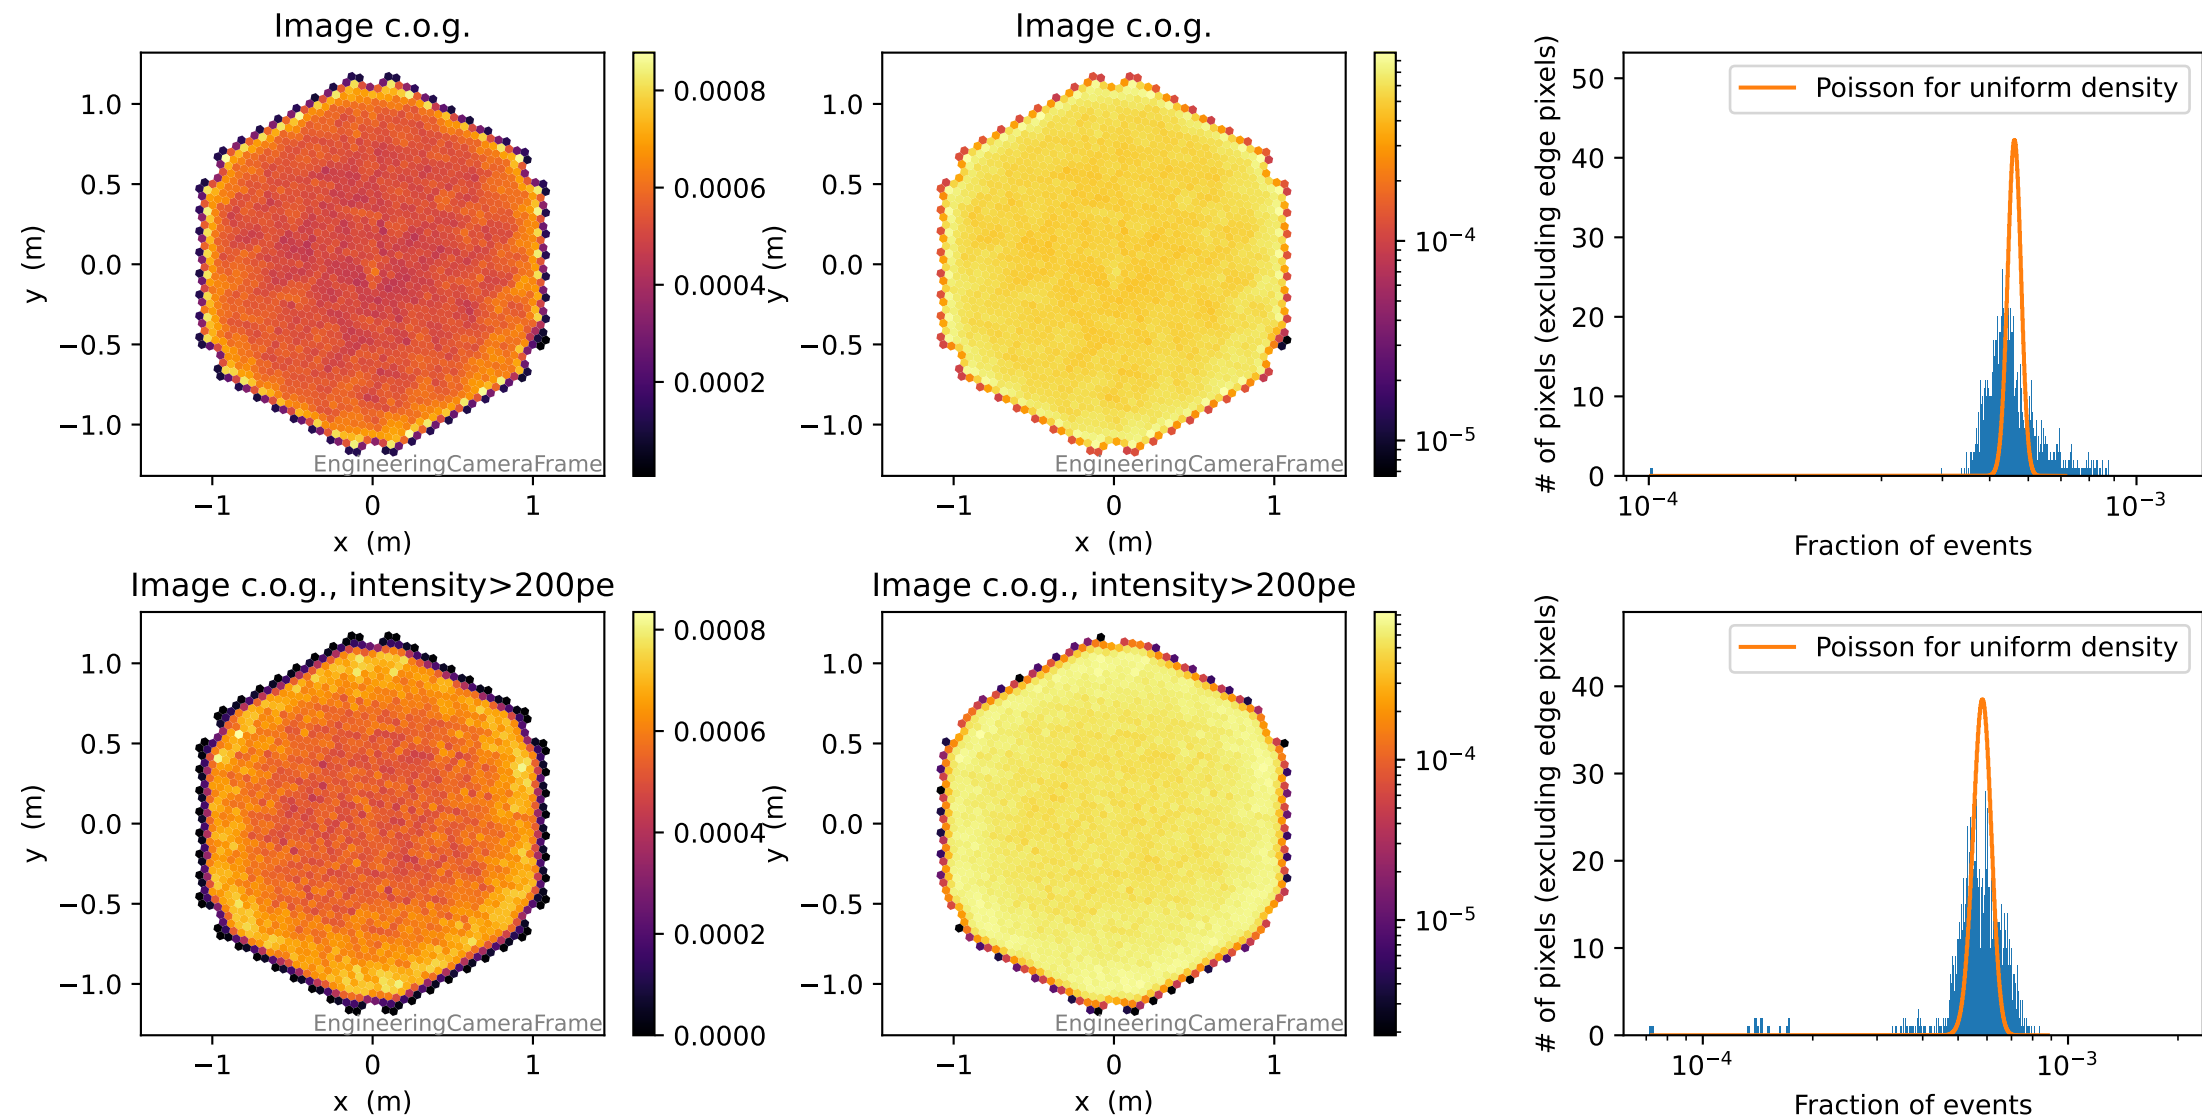 Image c.o.g.
1.0
0.5
0.0
−0.5
−1.0
y (m)
EngineeringCameraFrame
−1 0 1
x (m)
0.0008
0.0006
0.0004
0.0002
Image c.o.g.
1.0
0.5
0.0
−0.5
−1.0
y (m)
EngineeringCameraFrame
−1 0 1
x (m)
10⁻⁴
10⁻⁵
# of pixels (excluding edge pixels)
50
40
30
20
10
0
Poisson for uniform density
10⁻⁴ 10⁻³
Fraction of events
Image c.o.g., intensity>200pe
1.0
0.5
0.0
−0.5
−1.0
y (m)
EngineeringCameraFrame
−1 0 1
x (m)
0.0008
0.0006
0.0004
0.0002
0.0000
Image c.o.g., intensity>200pe
1.0
0.5
0.0
−0.5
−1.0
y (m)
EngineeringCameraFrame
−1 0 1
x (m)
10⁻⁴
10⁻⁵
# of pixels (excluding edge pixels)
40
30
20
10
0
Poisson for uniform density
10⁻⁴ 10⁻³
Fraction of events